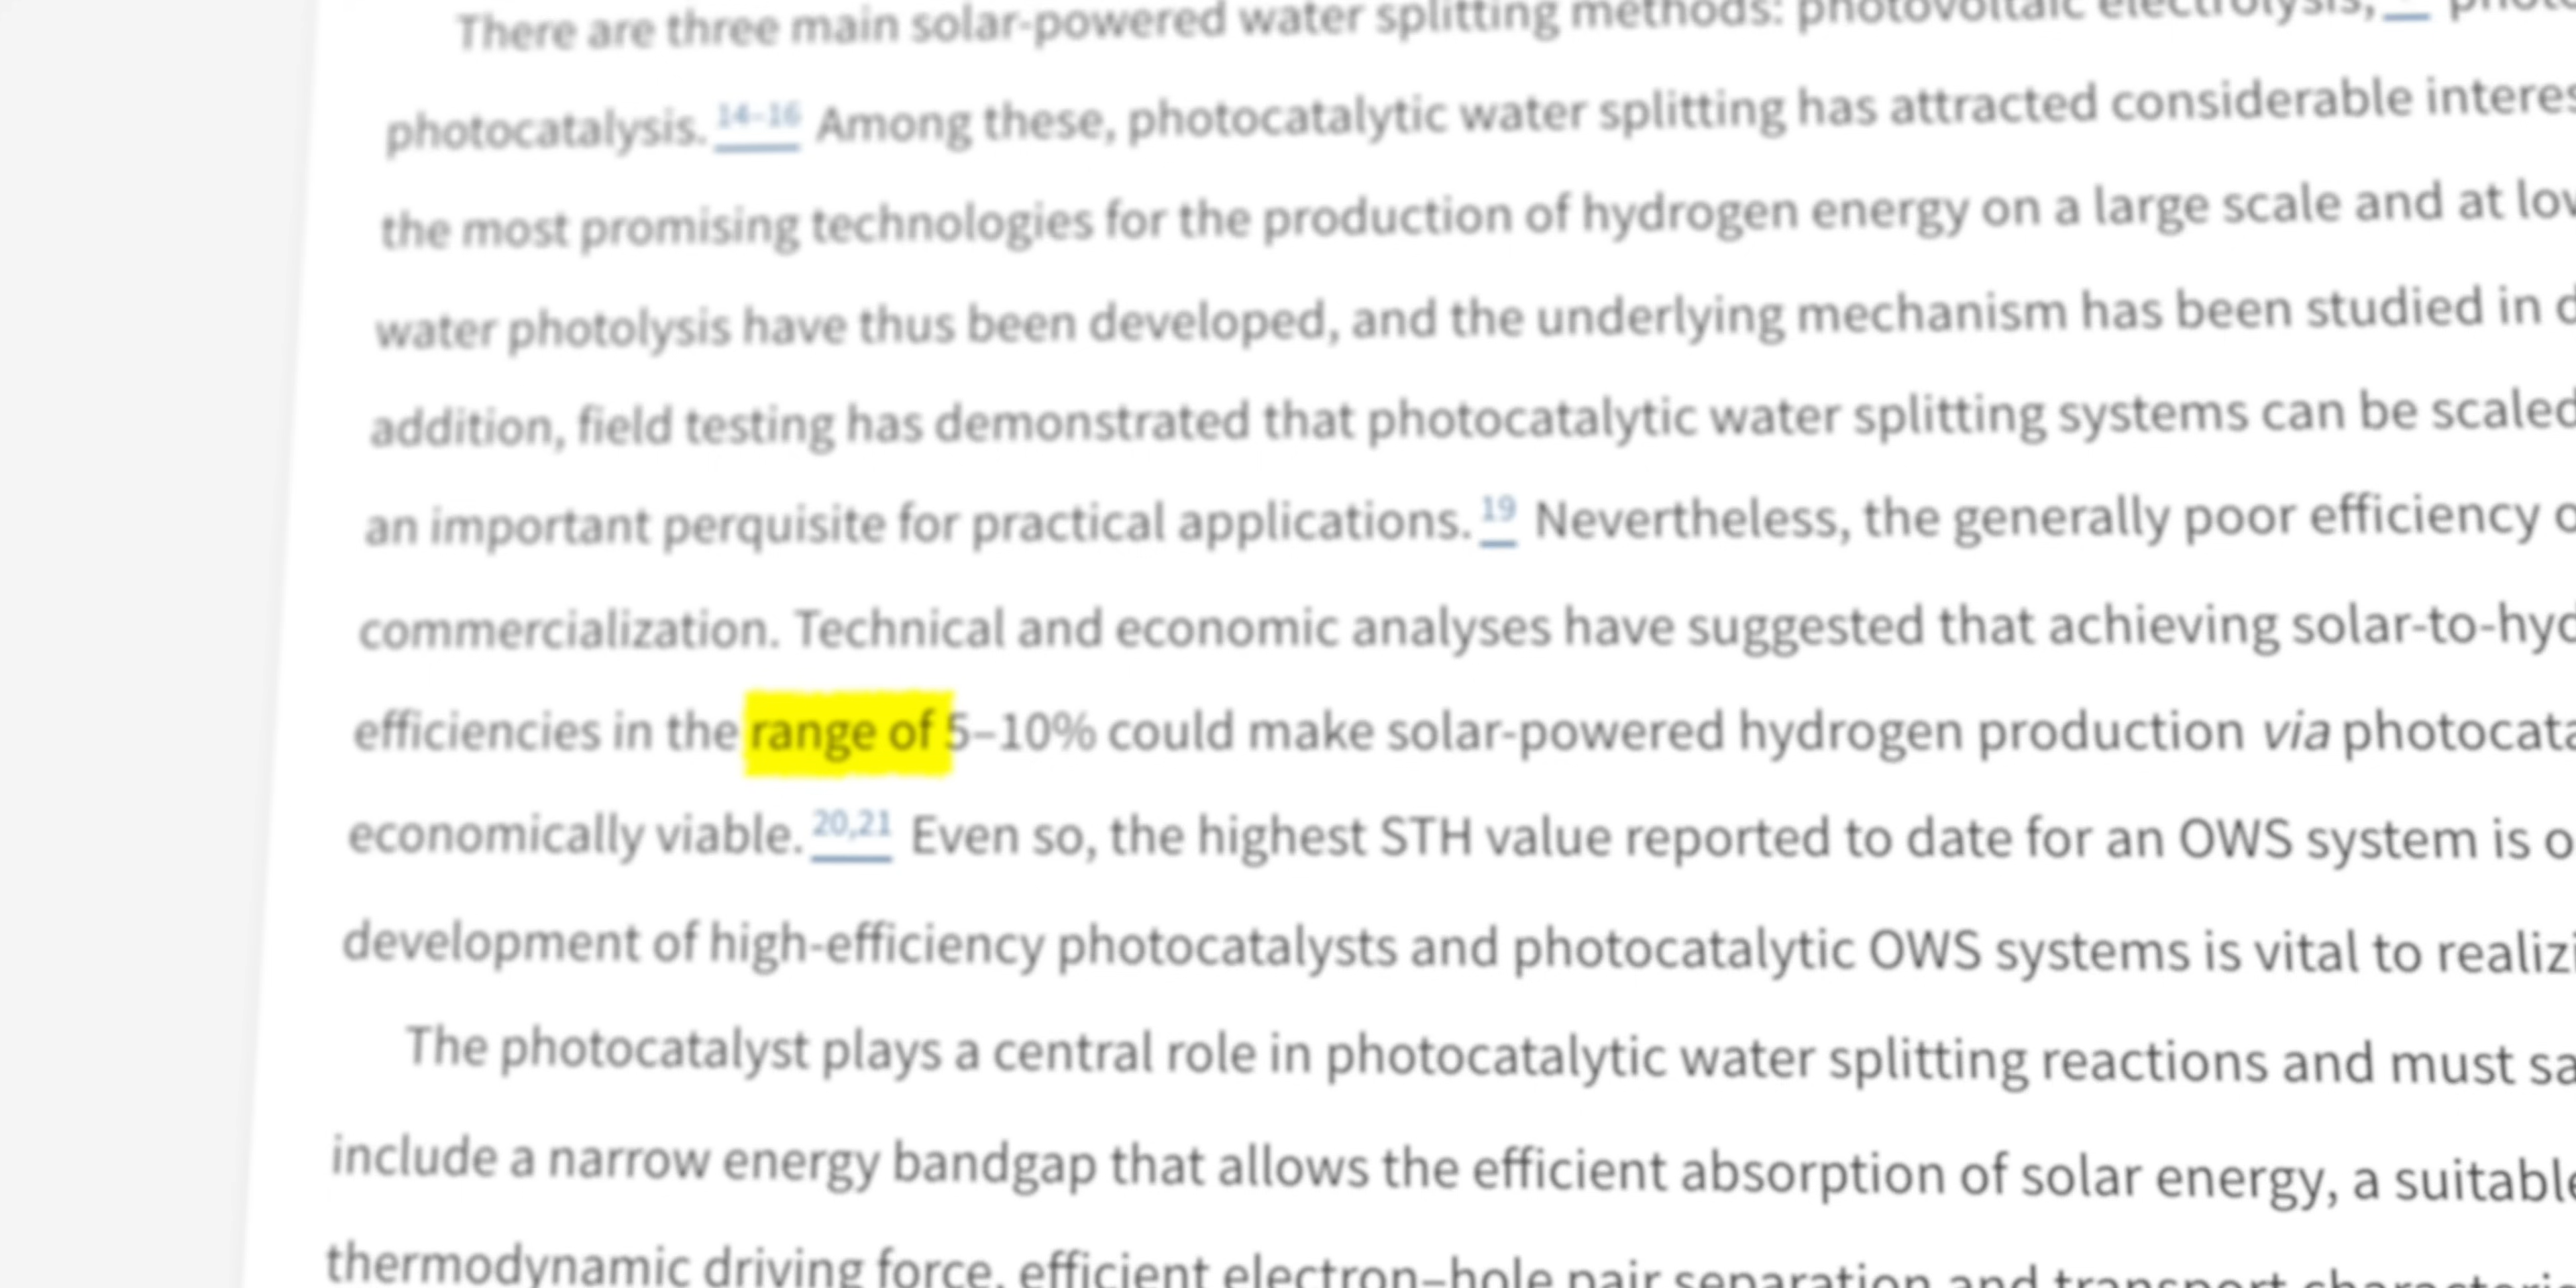 There are three main solar-powered water splitting methods: photovoltaic electrolysis,
photocatalysis.14–16 Among these, photocatalytic water splitting has attracted considerable
the most promising technologies for the production of hydrogen energy on a large scale and at
water photolysis have thus been developed, and the underlying mechanism has been studied in
addition, field testing has demonstrated that photocatalytic water splitting systems can be scaled
an important perquisite for practical applications.19 Nevertheless, the generally poor efficiency
commercialization. Technical and economic analyses have suggested that achieving solar-to-hyd
efficiencies in the range of 5–10% could make solar-powered hydrogen production via photocata
economically viable.20,21 Even so, the highest STH value reported to date for an OWS system is
development of high-efficiency photocatalysts and photocatalytic OWS systems is vital to realizi
The photocatalyst plays a central role in photocatalytic water splitting reactions and must sa
include a narrow energy bandgap that allows the efficient absorption of solar energy, a suitable
thermodynamic driving force, efficient electron–hole pair separation and transport